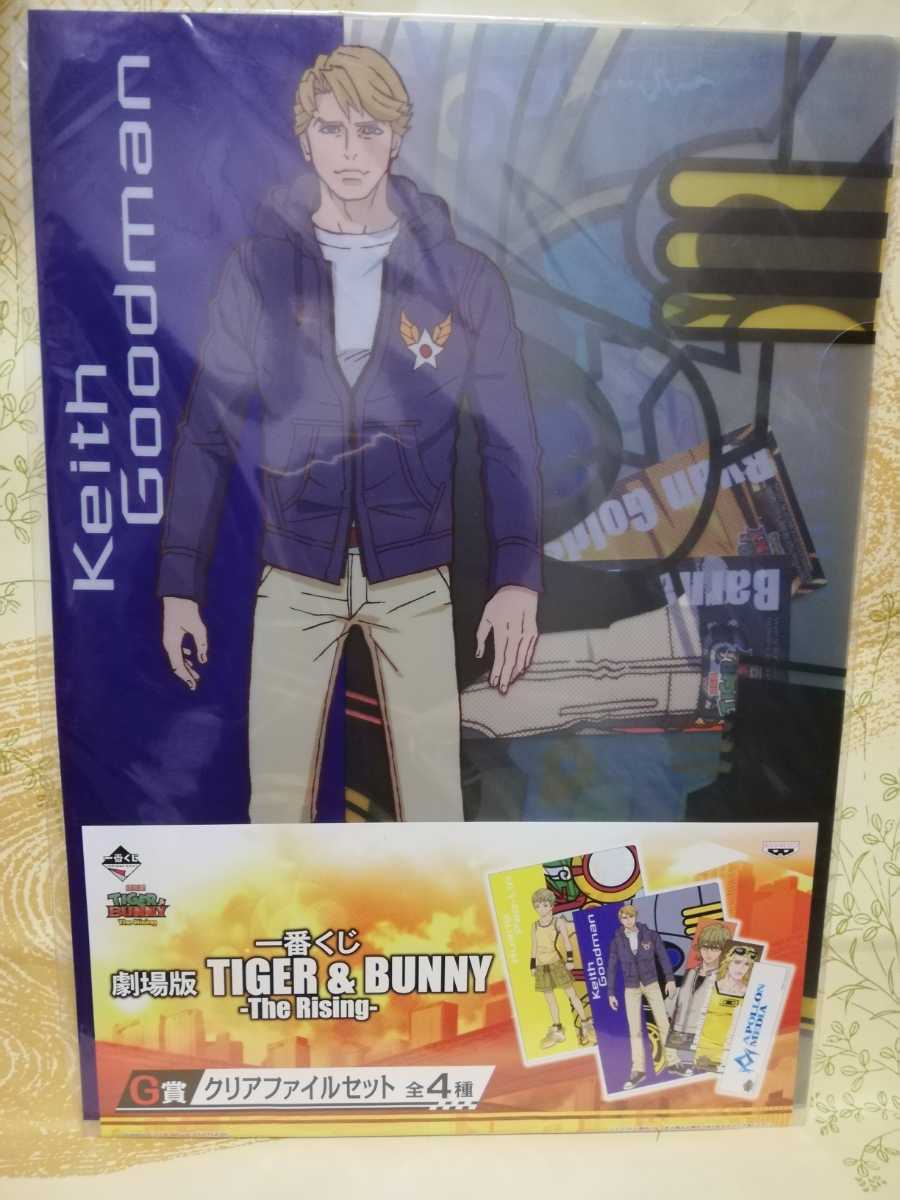 Keith
Goodman
Ryan Golds
Barn
一番くじ
TIGER &
BUNNY
The Rising
一番くじ
劇場版 TIGER & BUNNY
-The Rising-
G賞 クリアファイルセット 全4種
Keith
Goodman
APOLLON
MEDIA